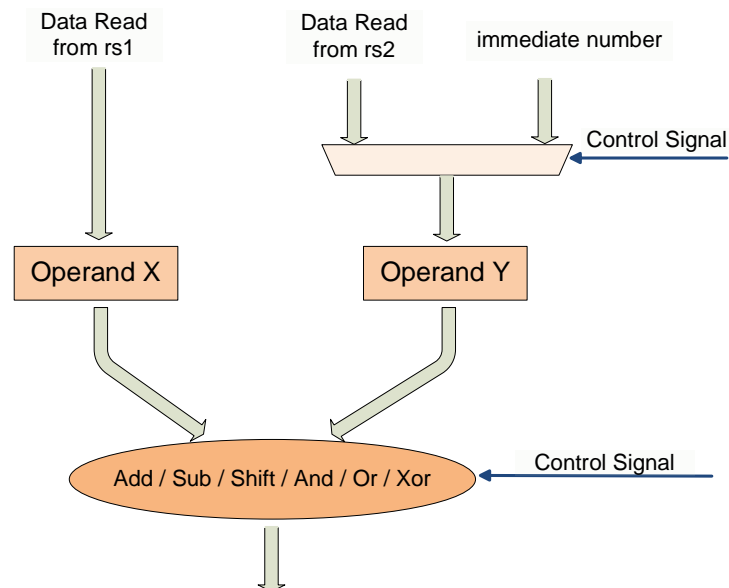 Data Read
from rs1
Data Read
from rs2
immediate number
Control Signal
Operand X
Operand Y
Add / Sub / Shift / And / Or / Xor
Control Signal